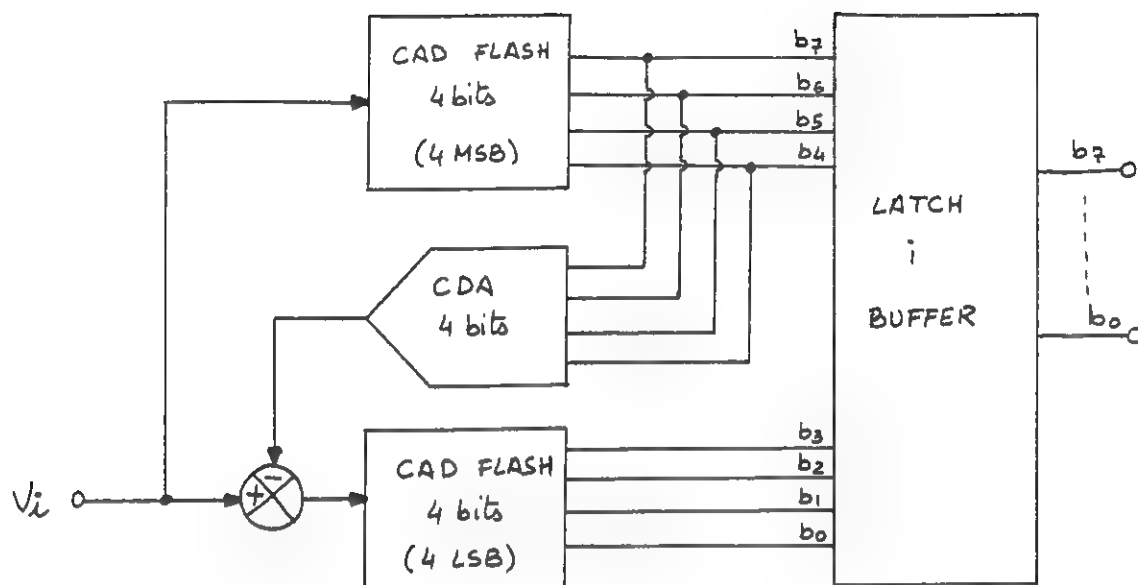 CAD FLASH
4 bits
(4 MSB)
b7
b6
b5
b4
CDA
4 bits
LATCH
i
BUFFER
b7
b0
Vi
+
-
CAD FLASH
4 bits
(4 LSB)
b3
b2
b1
b0